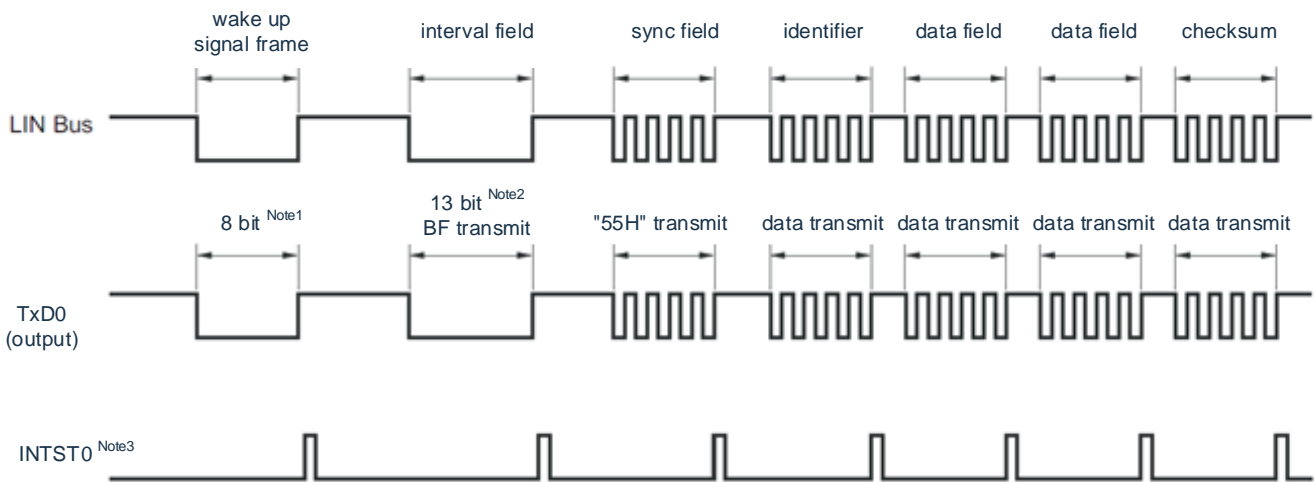 wake up
signal frame
interval field
sync field
identifier
data field
data field
checksum
LIN Bus
8 bit Note1
13 bit Note2
BF transmit
"55H" transmit
data transmit
data transmit
data transmit
data transmit
TxD0
(output)
INTST0 Note3